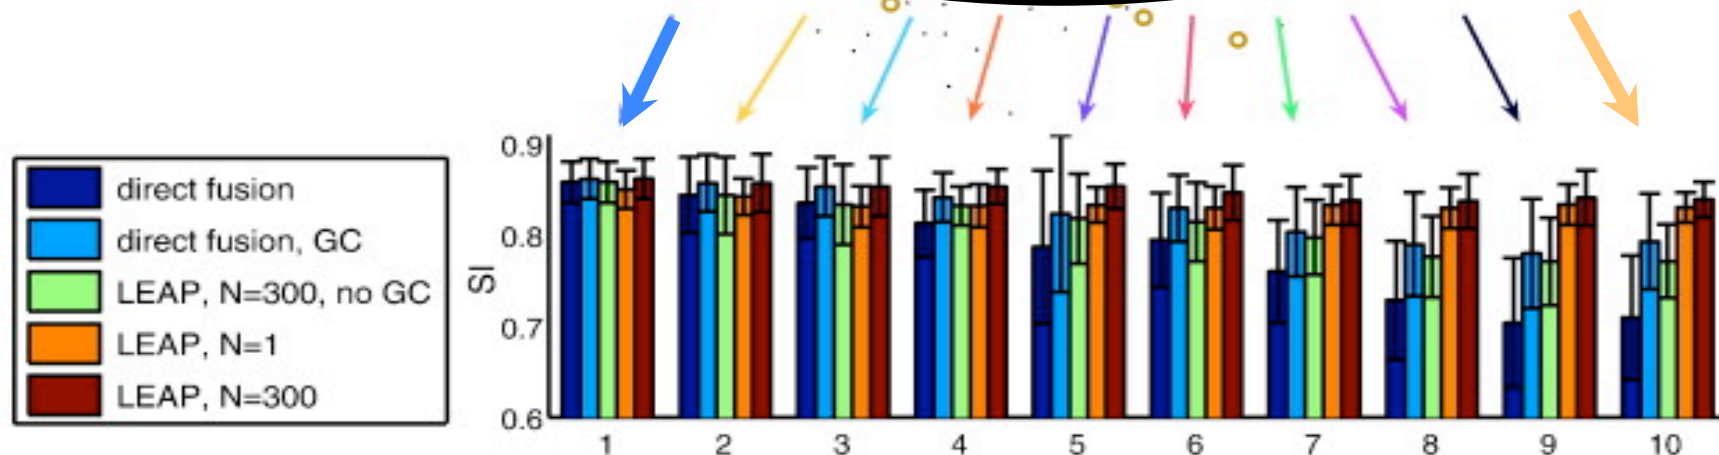 direct fusion
direct fusion, GC
LEAP, N=300, no GC
LEAP, N=1
LEAP, N=300
SI
0.9
0.8
0.7
0.6
1 2 3 4 5 6 7 8 9 10